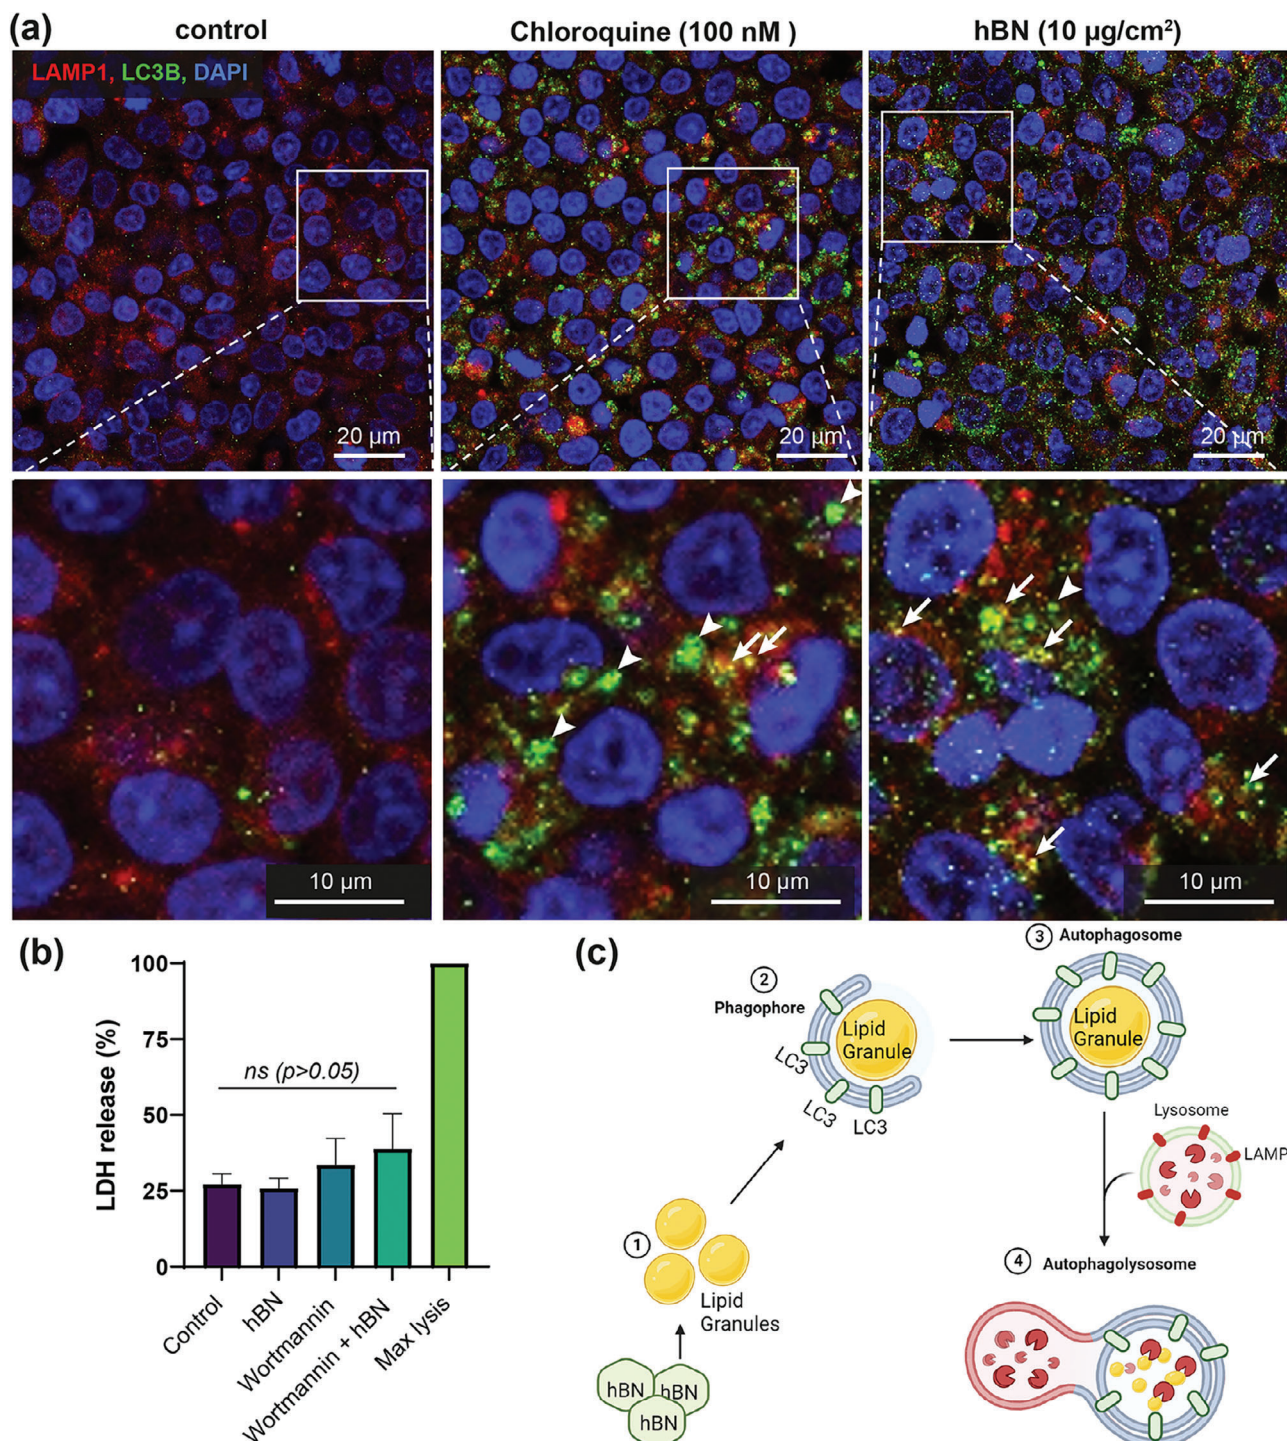 (a)
control
Chloroquine (100 nM )
hBN (10 µg/cm²)
LAMP1, LC3B, DAPI
20 µm
20 µm
20 µm
10 µm
10 µm
10 µm
(b)
LDH release (%)
100
75
50
25
0
ns (p>0.05)
Control
hBN
Wortmannin
Wortmannin + hBN
Max lysis
(c)
3 Autophagosome
2
Phagophore
Lipid
Granule
LC3
LC3
LC3
Lipid
Granule
Lysosome
LAMP
1
Lipid
Granules
hBN
hBN
hBN
4 Autophagolysosome